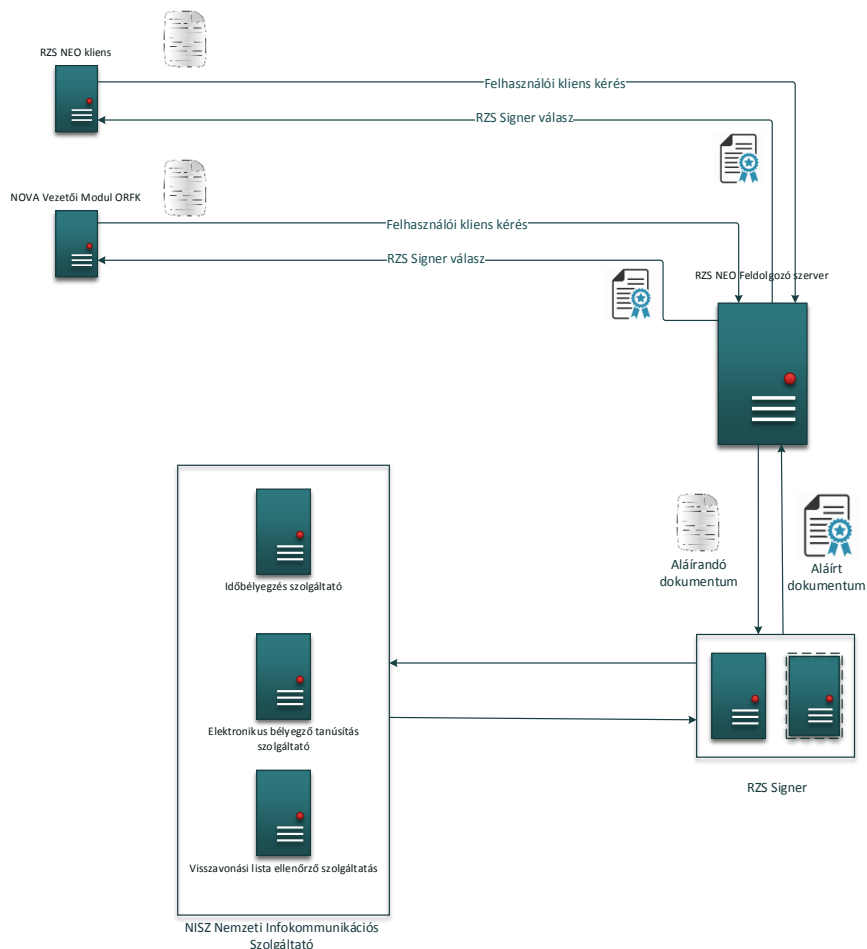 RZS NEO kliens
Felhasználói kliens kérés
RZS Signer válasz
NOVA Vezetői Modul ORFK
Felhasználói kliens kérés
RZS Signer válasz
RZS NEO Feldolgozó szerver
Aláírandó
dokumentum
Aláírt
dokumentum
Időbélyegzés szolgáltató
Elektronikus bélyegző tanúsítás
szolgáltató
Visszavonási lista ellenőrző szolgáltatás
RZS Signer
NISZ Nemzeti Infokommunikációs
Szolgáltató